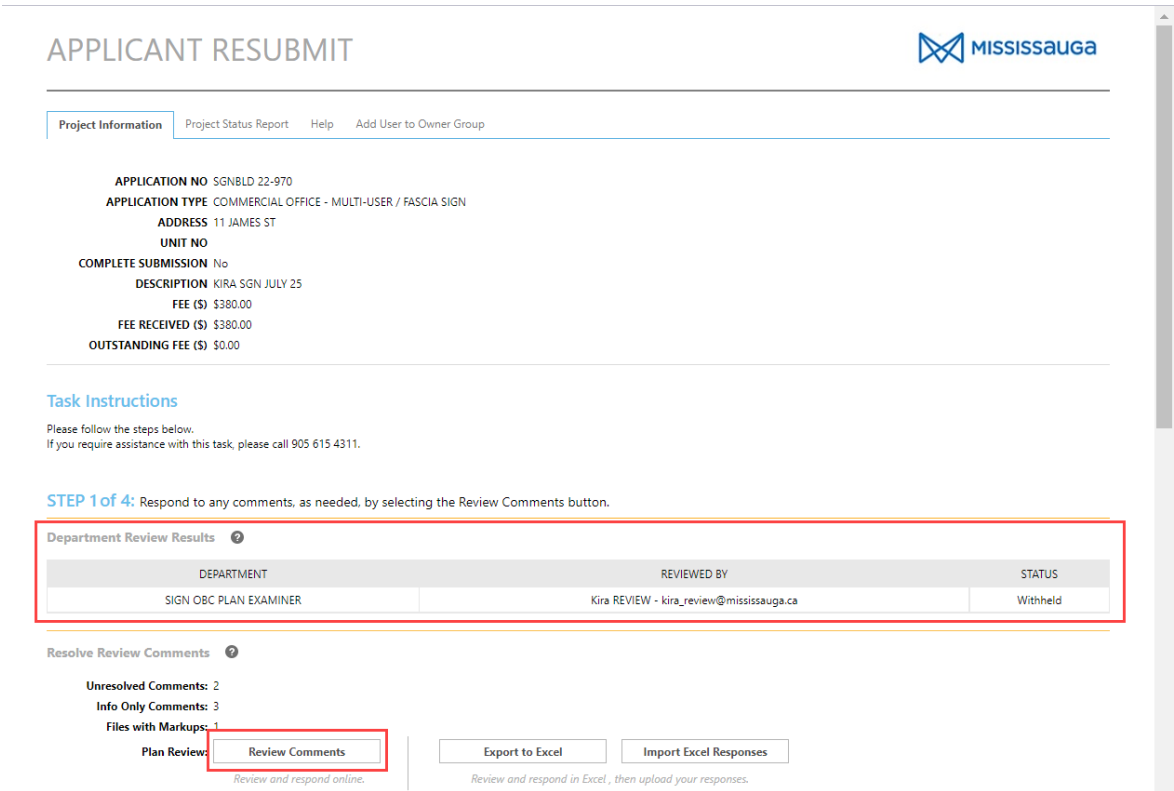 APPLICANT RESUBMIT
MISSISSauGa
Project Information Project Status Report Help Add User to Owner Group
APPLICATION NO SGNBLD 22-970
APPLICATION TYPE COMMERCIAL OFFICE - MULTI-USER / FASCIA SIGN
ADDRESS 11 JAMES ST
UNIT NO
COMPLETE SUBMISSION No
DESCRIPTION KIRA SGN JULY 25
FEE ($) $380.00
FEE RECEIVED ($) $380.00
OUTSTANDING FEE ($) $0.00
Task Instructions
Please follow the steps below.
If you require assistance with this task, please call 905 615 4311.
STEP 1 of 4: Respond to any comments, as needed, by selecting the Review Comments button.
Department Review Results ?
DEPARTMENT REVIEWED BY STATUS
SIGN OBC PLAN EXAMINER Kira REVIEW - kira_review@mississauga.ca Withheld
Resolve Review Comments ?
Unresolved Comments: 2
Info Only Comments: 3
Files with Markups: 1
Plan Review: Review Comments Export to Excel Import Excel Responses
Review and respond online. Review and respond in Excel , then upload your responses.